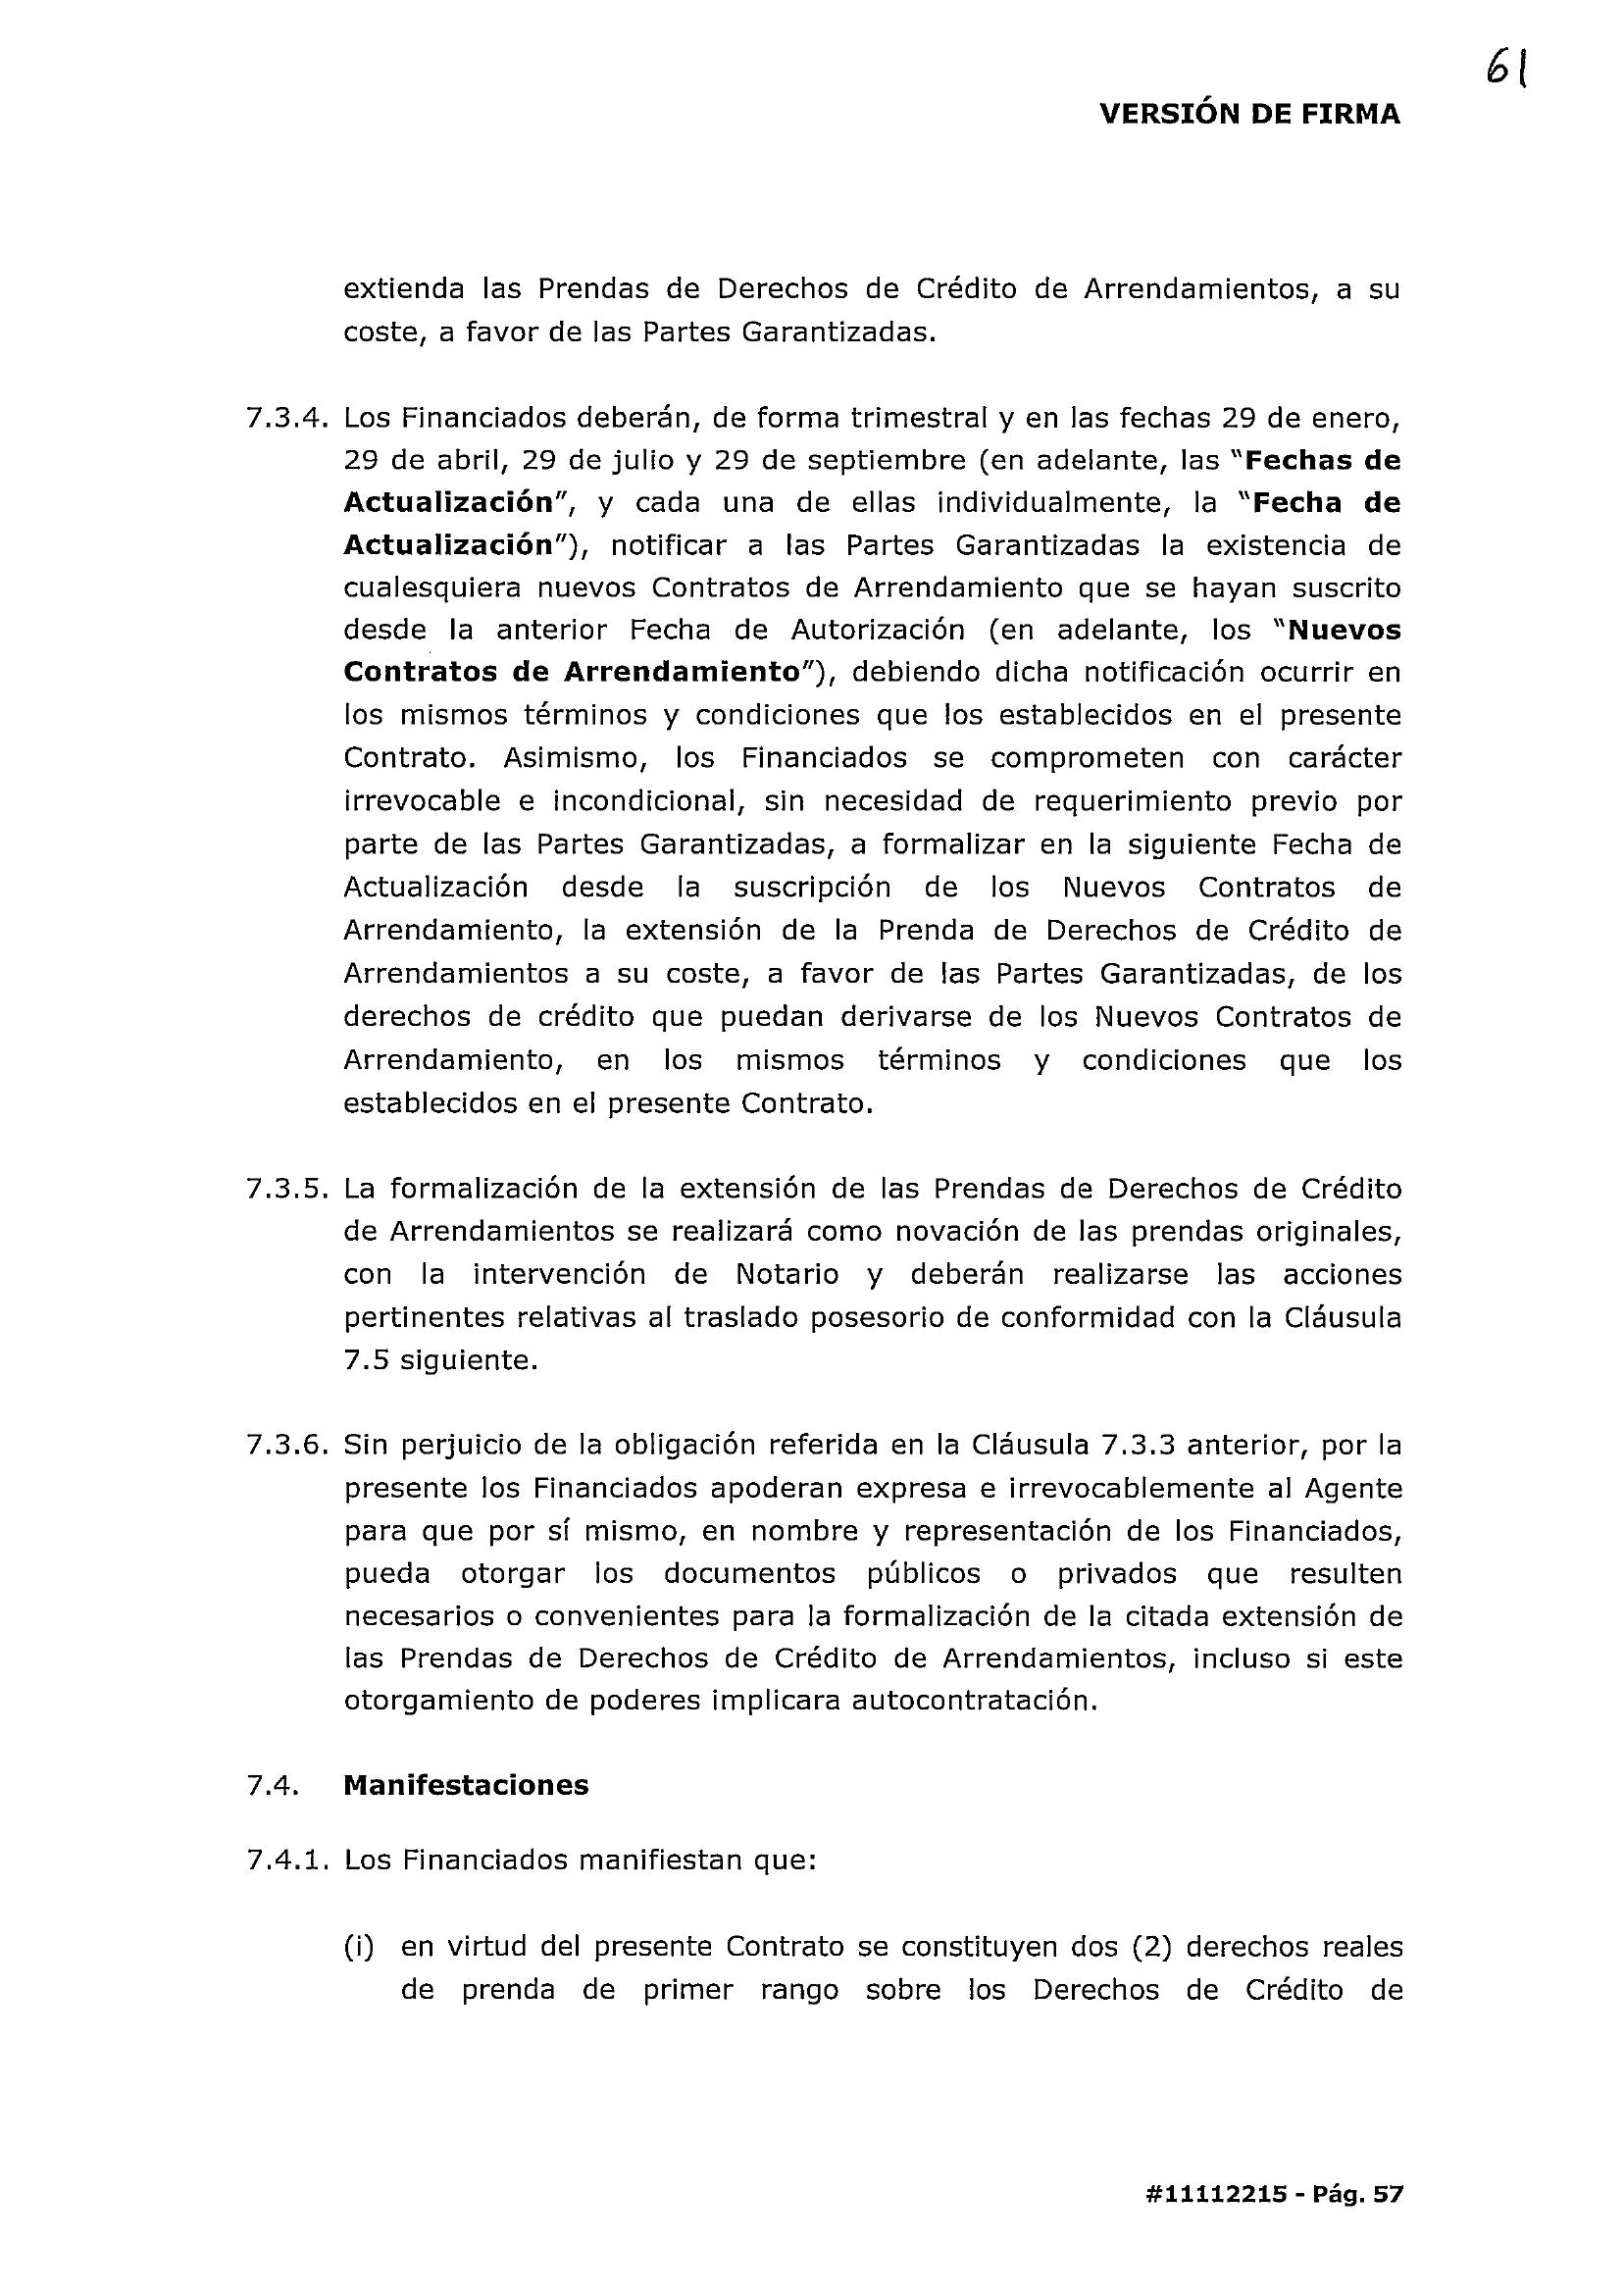 61
VERSIÓN DE FIRMA
extienda las Prendas de Derechos de Crédito de Arrendamientos, a su
coste, a favor de las Partes Garantizadas.
7.3.4. Los Financiados deberán, de forma trimestral y en las fechas 29 de enero,
29 de abril, 29 de julio y 29 de septiembre (en adelante, las "Fechas de
Actualización", y cada una de ellas individualmente, la "Fecha de
Actualización"), notificar a las Partes Garantizadas la existencia de
cualesquiera nuevos Contratos de Arrendamiento que se hayan suscrito
desde la anterior Fecha de Autorización (en adelante, los "Nuevos
Contratos de Arrendamiento"), debiendo dicha notificación ocurrir en
los mismos términos y condiciones que los establecidos en el presente
Contrato. Asimismo, los Financiados se comprometen con carácter
irrevocable e incondicional, sin necesidad de requerimiento previo por
parte de las Partes Garantizadas, a formalizar en la siguiente Fecha de
Actualización desde la suscripción de los Nuevos Contratos de
Arrendamiento, la extensión de la Prenda de Derechos de Crédito de
Arrendamientos a su coste, a favor de las Partes Garantizadas, de los
derechos de crédito que puedan derivarse de los Nuevos Contratos de
Arrendamiento, en los mismos términos y condiciones que los
establecidos en el presente Contrato.
7.3.5. La formalización de la extensión de las Prendas de Derechos de Crédito
de Arrendamientos se realizará como novación de las prendas originales,
con la intervención de Notario y deberán realizarse las acciones
pertinentes relativas al traslado posesorio de conformidad con la Cláusula
7.5 siguiente.
7.3.6. Sin perjuicio de la obligación referida en la Cláusula 7.3.3 anterior, por la
presente los Financiados apoderan expresa e irrevocablemente al Agente
para que por sí mismo, en nombre y representación de los Financiados,
pueda otorgar los documentos públicos o privados que resulten
necesarios o convenientes para la formalización de la citada extensión de
las Prendas de Derechos de Crédito de Arrendamientos, incluso si este
otorgamiento de poderes implicara autocontratación.
7.4. Manifestaciones
7.4.1. Los Financiados manifiestan que:
(i) en virtud del presente Contrato se constituyen dos (2) derechos reales
de prenda de primer rango sobre los Derechos de Crédito de
#11112215 - Pág. 57